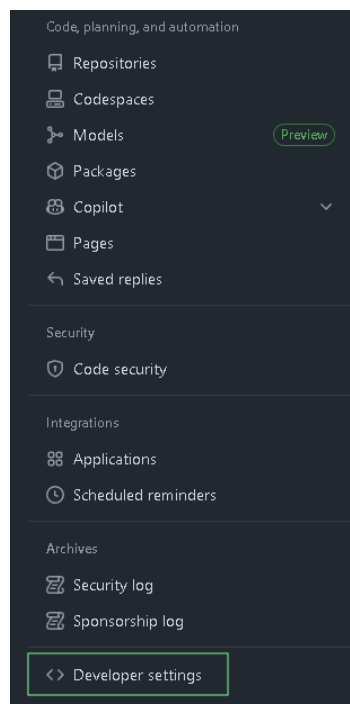 Code, planning, and automation
Repositories
Codespaces
Models Preview
Packages
Copilot
Pages
Saved replies
Security
Code security
Integrations
Applications
Scheduled reminders
Archives
Security log
Sponsorship log
Developer settings